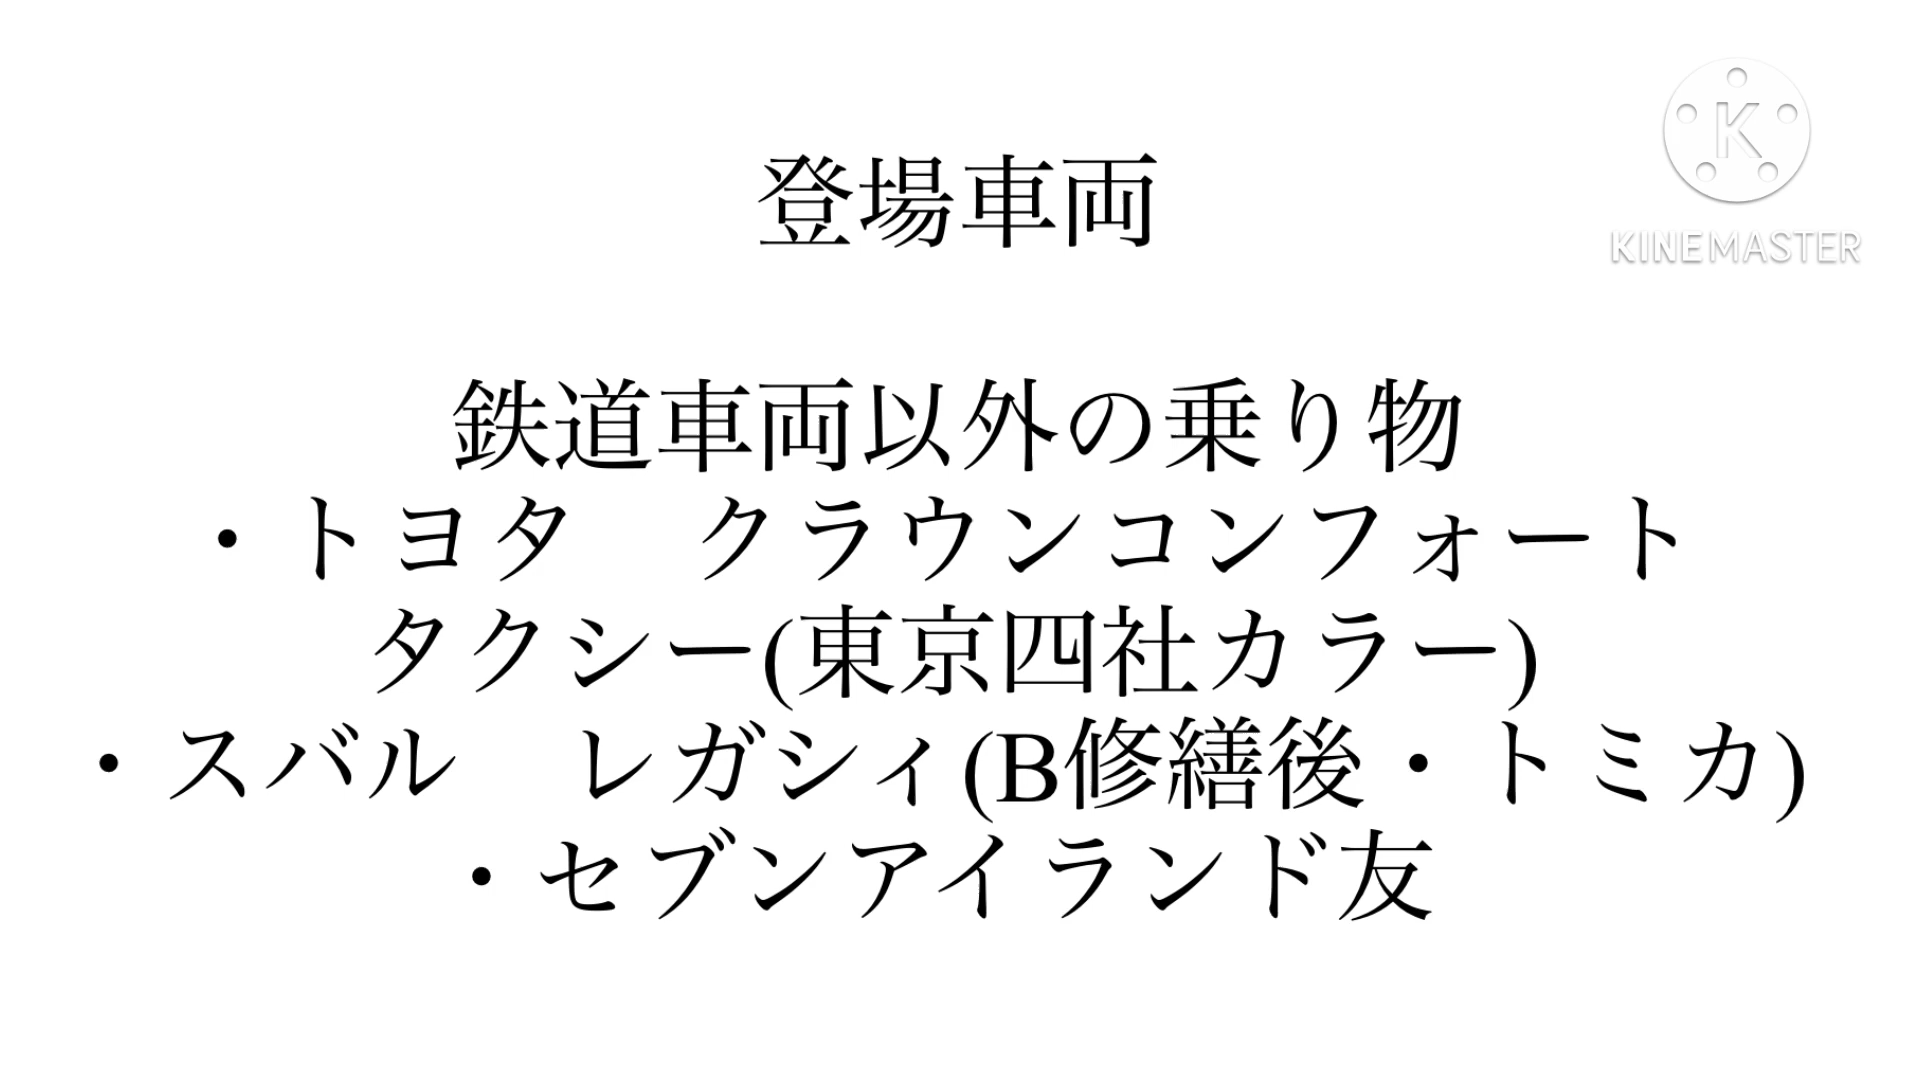 登場車両
K
KINEMASTER
鉄道車両以外の乗り物
・トヨタ　クラウンコンフォート
タクシー(東京四社カラー)
・スバル　レガシィ(B修繕後・トミカ)
・セブンアイランド友